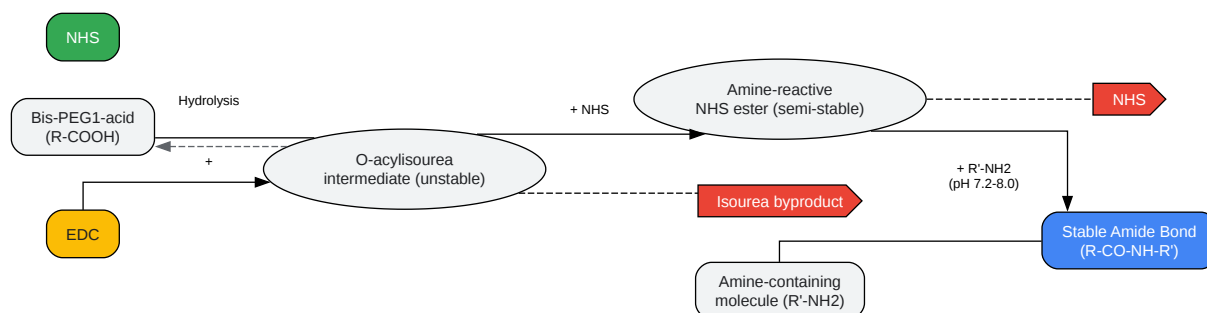 NHS
Bis-PEG1-acid
(R-COOH)
Hydrolysis
+
EDC
O-acylisourea
intermediate (unstable)
+ NHS
Amine-reactive
NHS ester (semi-stable)
NHS
Isourea byproduct
+ R'-NH2
(pH 7.2-8.0)
Stable Amide Bond
(R-CO-NH-R')
Amine-containing
molecule (R'-NH2)